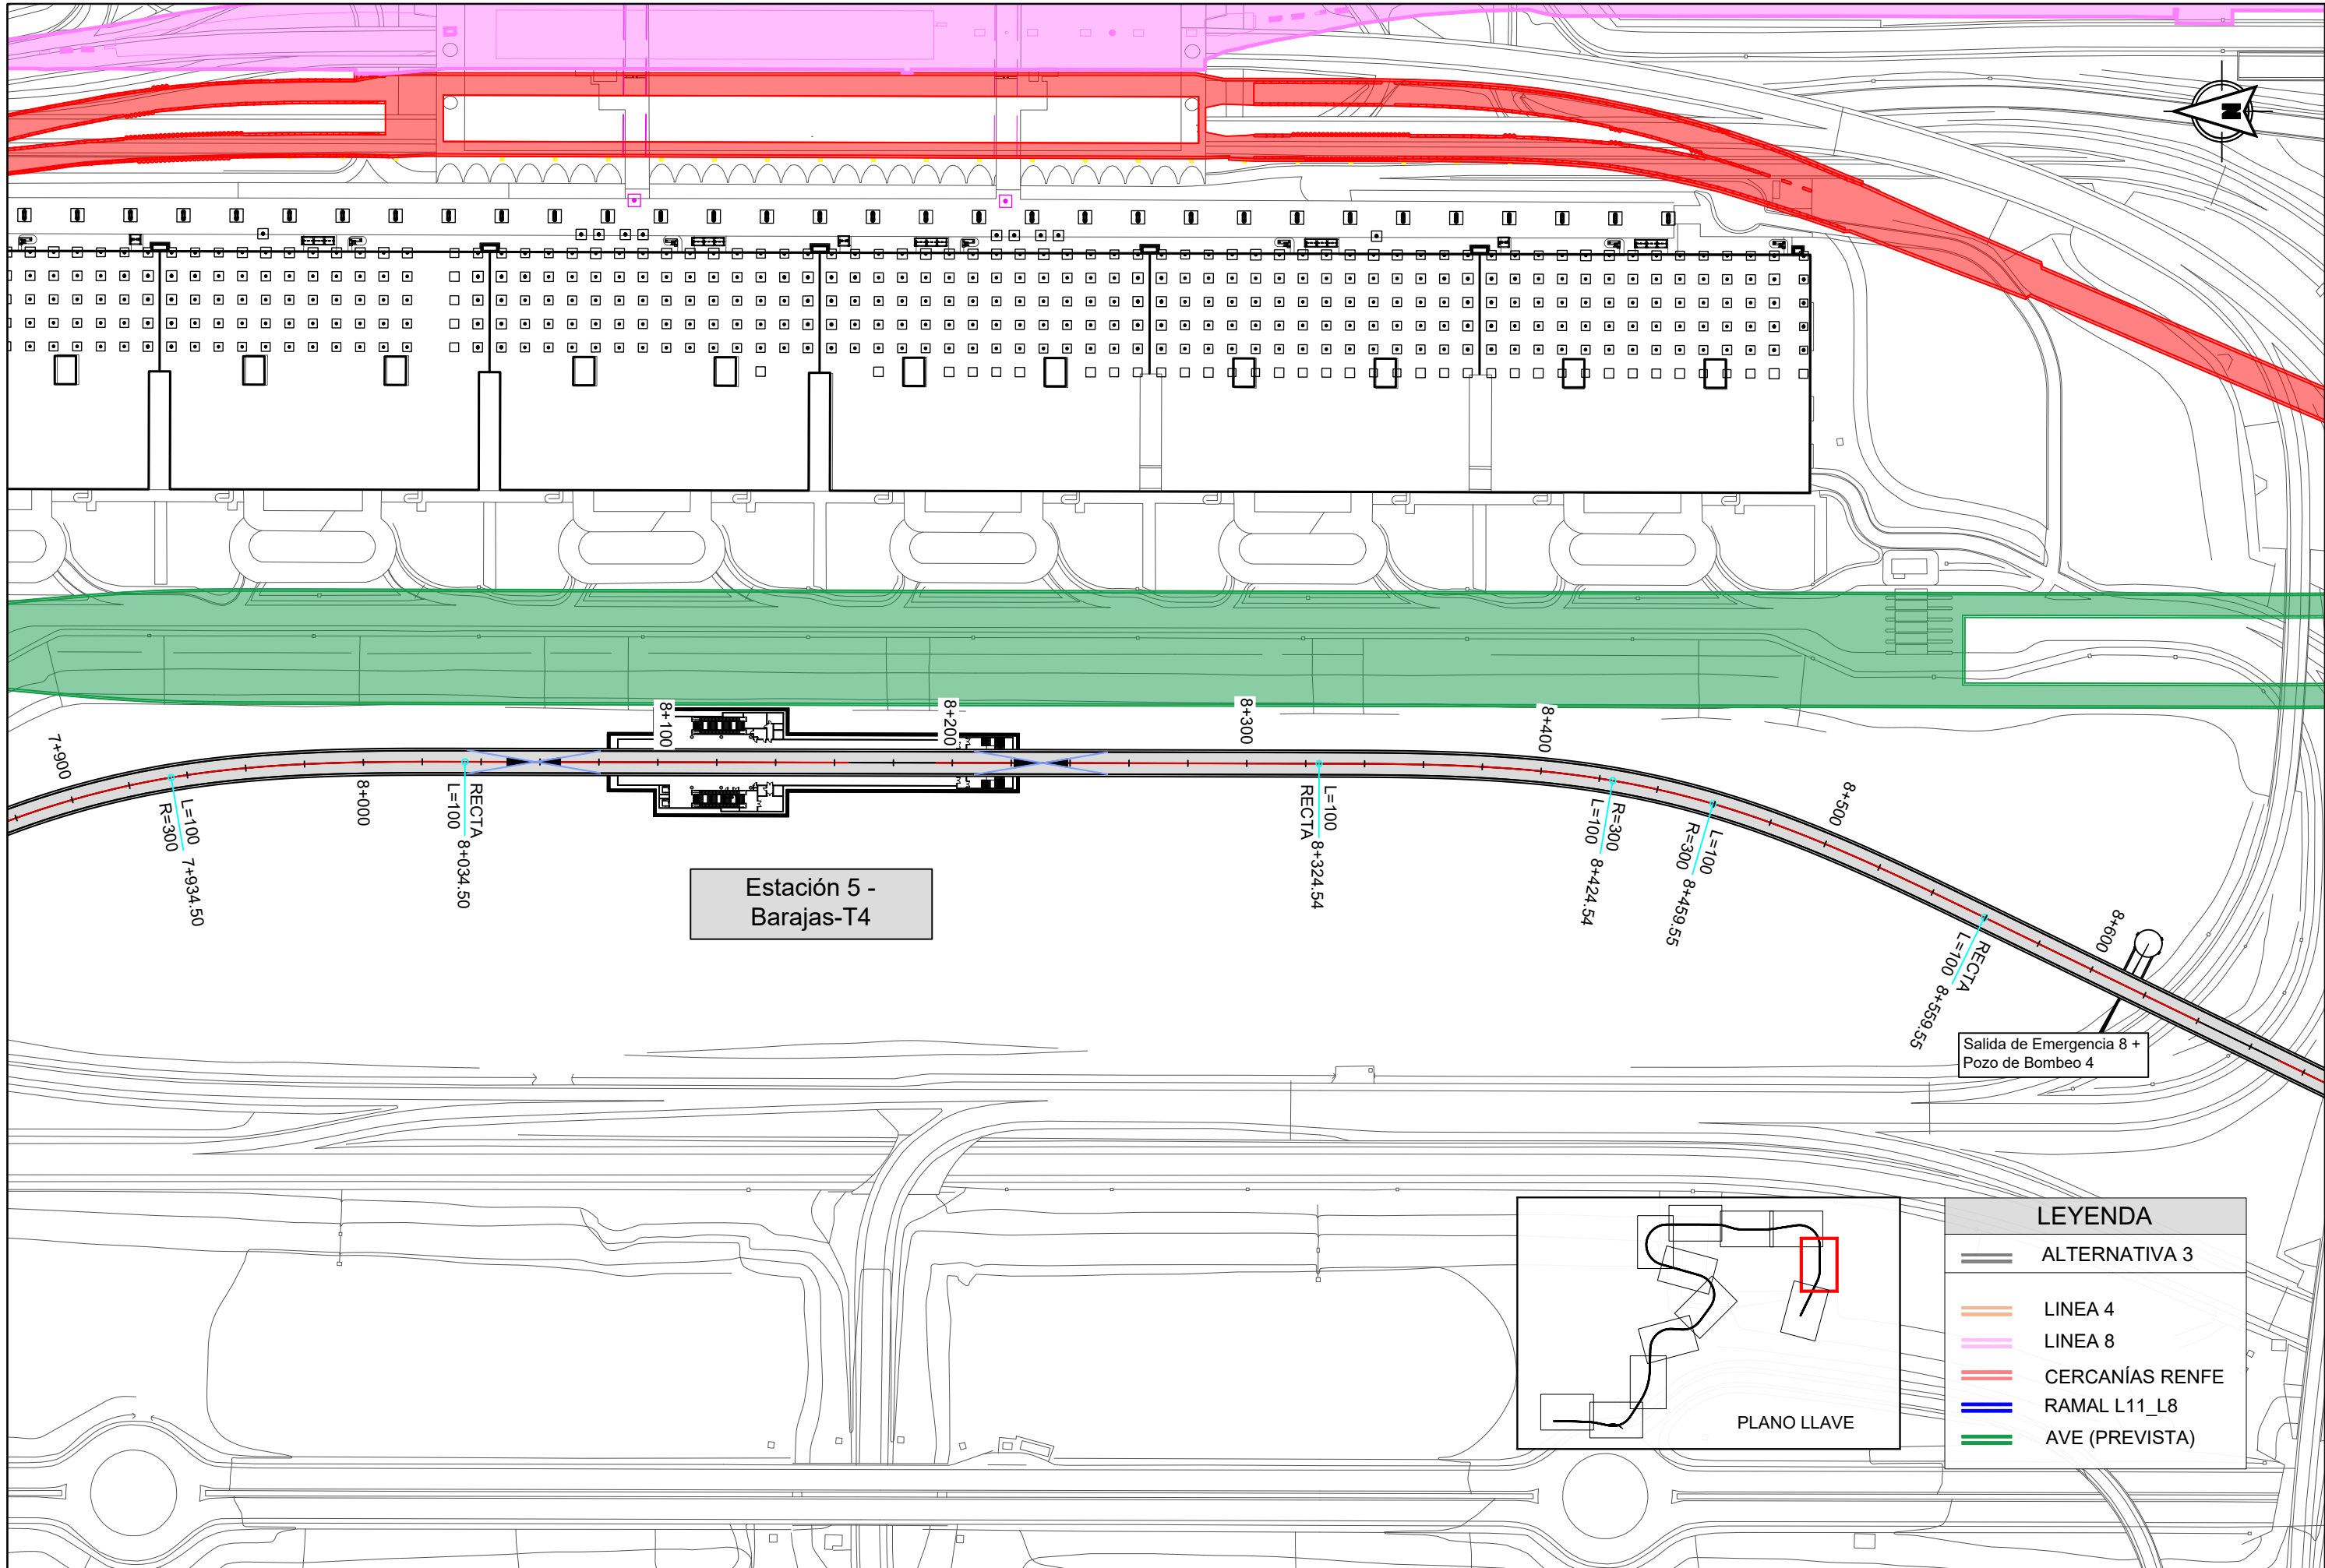 N
7+900
8+000
8+100
8+200
8+300
8+400
8+500
8+600
L=100
R=300
7+934.50
RECTA
L=100
8+034.50
L=100
RECTA
8+324.54
R=300
L=100
8+424.54
L=100
R=300
8+459.55
RECTA
L=100
8+559.55
Estación 5 -
Barajas-T4
Salida de Emergencia 8 +
Pozo de Bombeo 4
PLANO LLAVE
LEYENDA
ALTERNATIVA 3
LINEA 4
LINEA 8
CERCANÍAS RENFE
RAMAL L11_L8
AVE (PREVISTA)